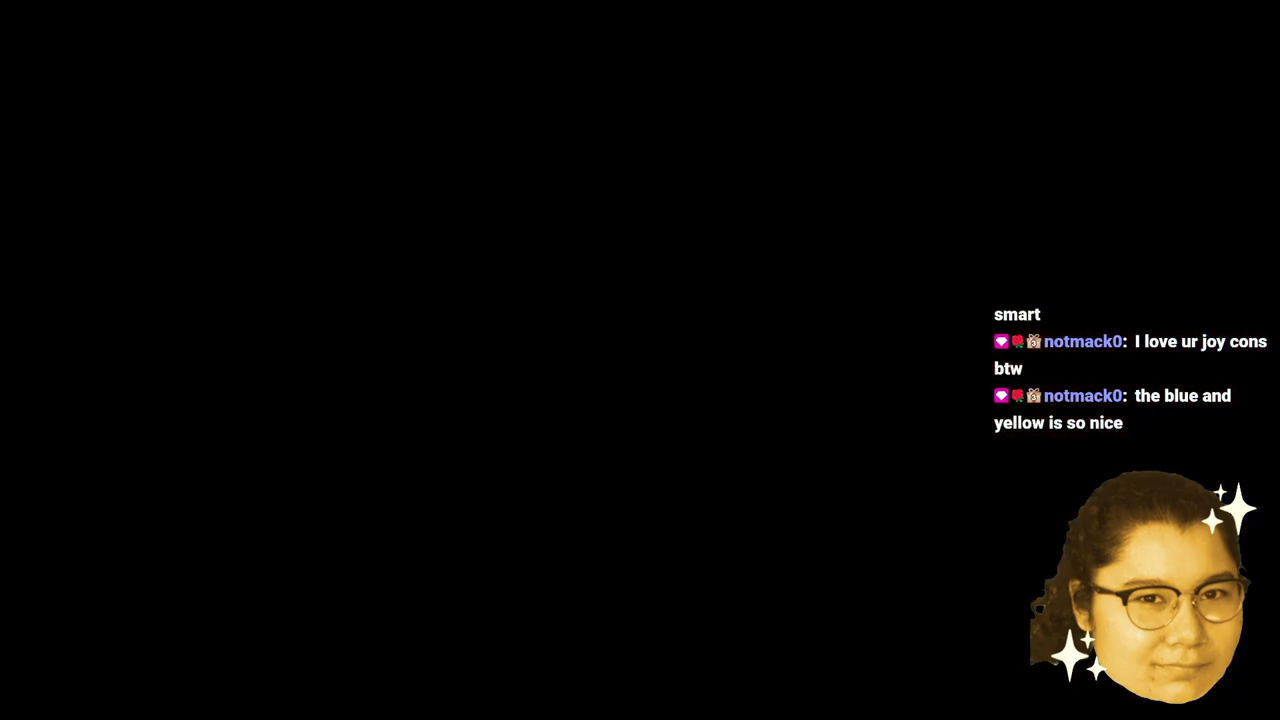 smart
notmack0: I love ur joy cons
btw
notmack0: the blue and
yellow is so nice